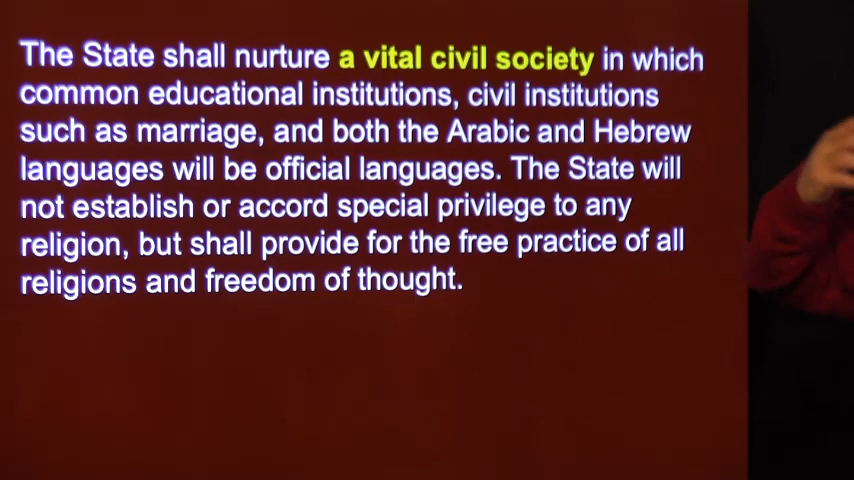 The State shall nurture a vital civil society in which
common educational institutions, civil institutions
such as marriage, and both the Arabic and Hebrew
languages will be official languages. The State will
not establish or accord special privilege to any
religion, but shall provide for the free practice of all
religions and freedom of thought.